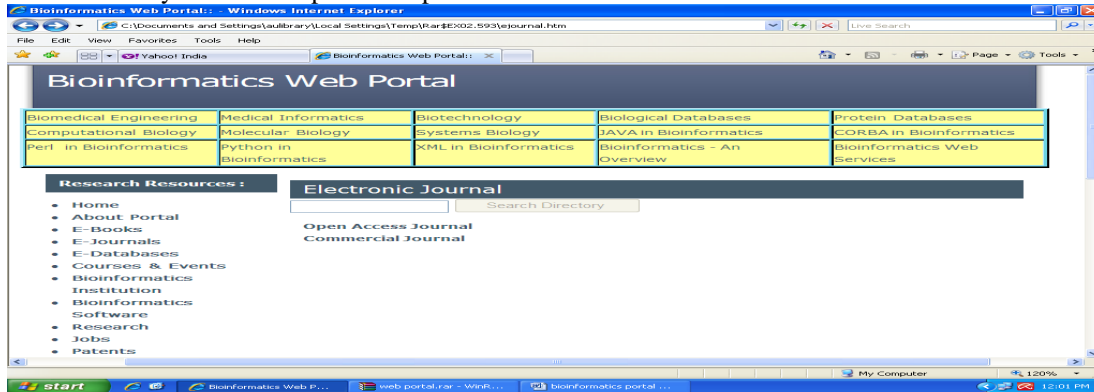 Bioinformatics Web Portal:: - Windows Internet Explorer
C:\Documents and Settings\aulibrary\Local Settings\Temp\Rar$EX02.593\ejournal.htm
Live Search
File Edit View Favorites Tools Help
Yahoo! India
Bioinformatics Web Portal::
Page
Tools
Bioinformatics Web Portal
Biomedical Engineering Medical Informatics Biotechnology Biological Databases Protein Databases
Computational Biology Molecular Biology Systems Biology JAVA in Bioinformatics CORBA in Bioinformatics
Perl in Bioinformatics Python in XML in Bioinformatics Bioinformatics - An Bioinformatics Web
Bioinformatics Overview Services
Research Resources :
Electronic Journal
Search Directory
Open Access Journal
Commercial Journal
• Home
• About Portal
• E-Books
• E-Journals
• E-Databases
• Courses & Events
• Bioinformatics
Institution
• Bioinformatics
Software
• Research
• Jobs
• Patents
My Computer
120%
start
Bioinformatics Web P...
web portal.rar - WinR...
bioinformatics portal ...
12:01 PM